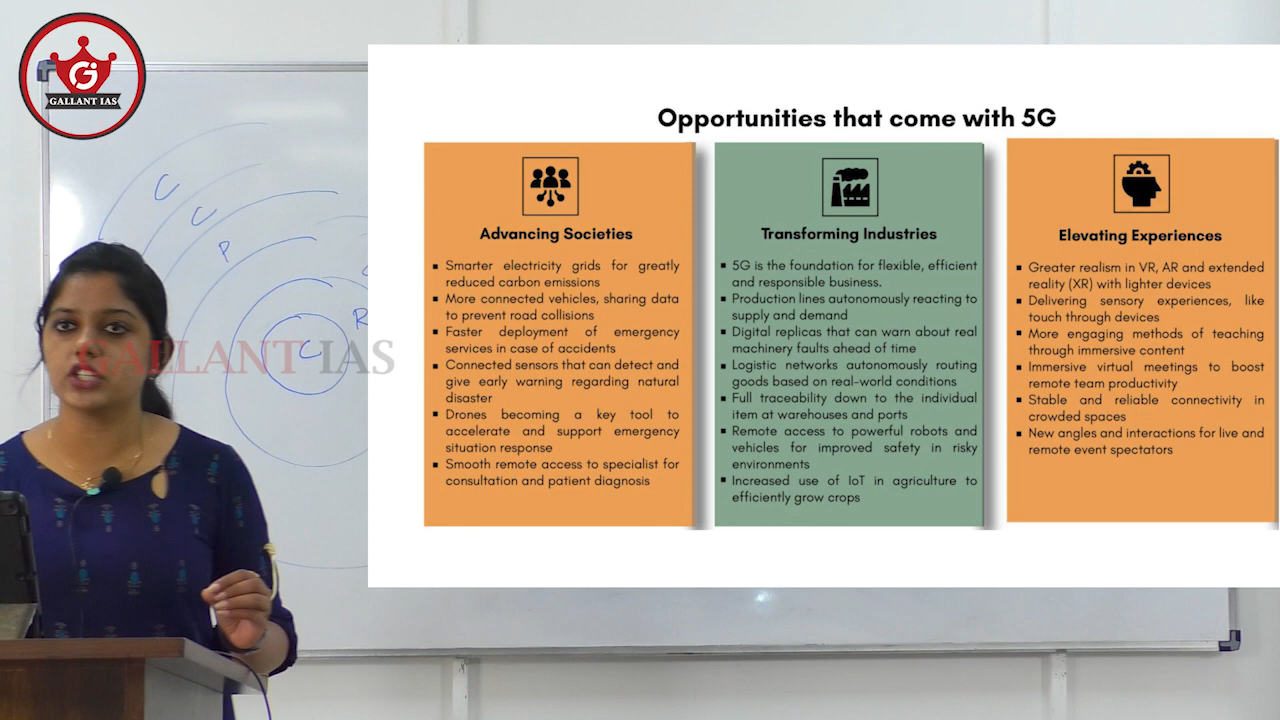 GALLANT IAS
Opportunities that come with 5G
Advancing Societies
▪ Smarter electricity grids for greatly
reduced carbon emissions
▪ More connected vehicles, sharing data
to prevent road collisions
▪ Faster deployment of emergency
services in case of accidents
▪ Connected sensors that can detect and
give early warning regarding natural
disaster
▪ Drones becoming a key tool to
accelerate and support emergency
situation response
▪ Smooth remote access to specialist for
consultation and patient diagnosis
Transforming Industries
▪ 5G is the foundation for flexible, efficient
and responsible business.
▪ Production lines autonomously reacting to
supply and demand
▪ Digital replicas that can warn about real
machinery faults ahead of time
▪ Logistic networks autonomously routing
goods based on real-world conditions
▪ Full traceability down to the individual
item at warehouses and ports
▪ Remote access to powerful robots and
vehicles for improved safety in risky
environments
▪ Increased use of IoT in agriculture to
efficiently grow crops
Elevating Experiences
▪ Greater realism in VR, AR and extended
reality (XR) with lighter devices
▪ Delivering sensory experiences, like
touch through devices
▪ More engaging methods of teaching
through immersive content
▪ Immersive virtual meetings to boost
remote team productivity
▪ Stable and reliable connectivity in
crowded spaces
▪ New angles and interactions for live and
remote event spectators
C
C
P
R
C
GALLANT IAS